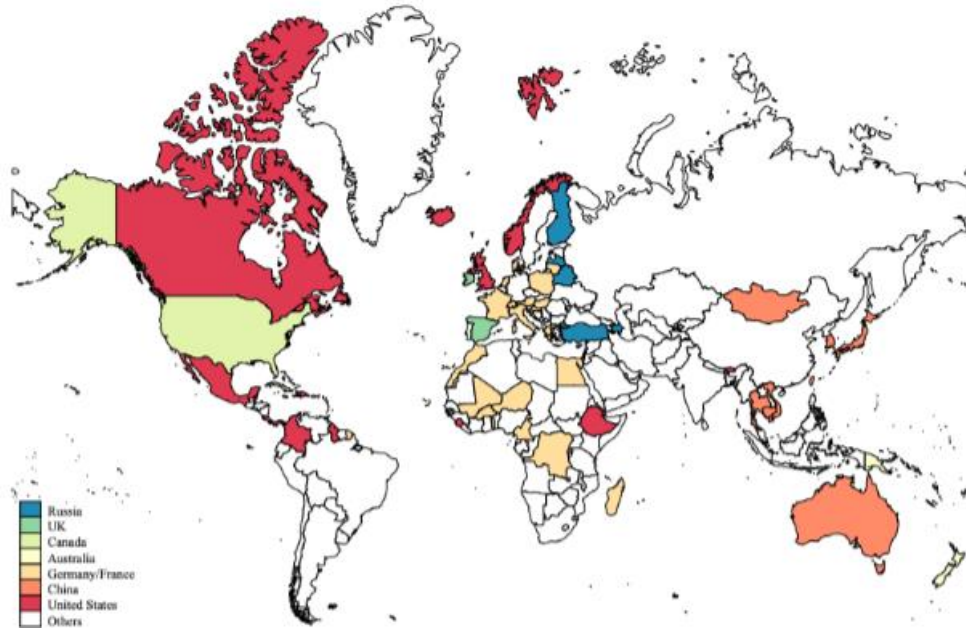 Russia
UK
Canada
Australia
Germany/France
China
United States
Others